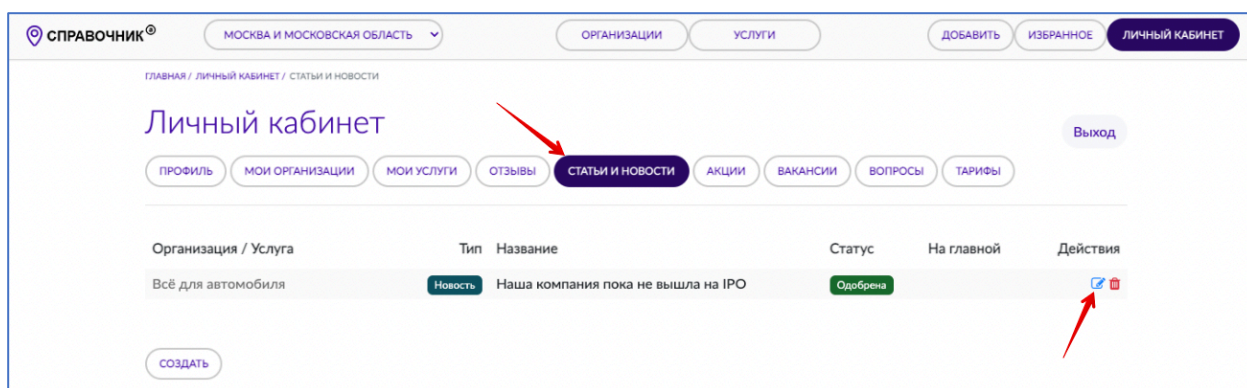 СПРАВОЧНИК® МОСКВА И МОСКОВСКАЯ ОБЛАСТЬ ОРГАНИЗАЦИИ УСЛУГИ ДОБАВИТЬ ИЗБРАННОЕ ЛИЧНЫЙ КАБИНЕТ
ГЛАВНАЯ / ЛИЧНЫЙ КАБИНЕТ / СТАТЬИ И НОВОСТИ
Личный кабинет
Выход
ПРОФИЛЬ МОИ ОРГАНИЗАЦИИ МОИ УСЛУГИ ОТЗЫВЫ СТАТЬИ И НОВОСТИ АКЦИИ ВАКАНСИИ ВОПРОСЫ ТАРИФЫ
Организация / Услуга Тип Название Статус На главной Действия
Всё для автомобиля Новость Наша компания пока не вышла на IPO Одобрена
СОЗДАТЬ